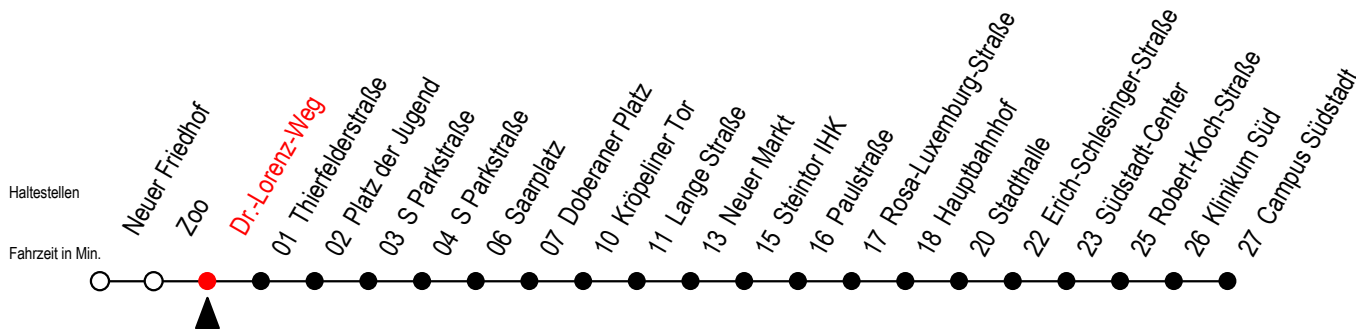 Haltestellen
Fahrzeit in Min.
Neuer Friedhof
Zoo
Dr.-Lorenz-Weg
01 Thierfelderstraße
02 Platz der Jugend
03 S Parkstraße
04 S Parkstraße
06 Saarplatz
07 Doberaner Platz
10 Kröpeliner Tor
11 Lange Straße
13 Neuer Markt
15 Steintor IHK
16 Paulstraße
17 Rosa-Luxemburg-Straße
18 Hauptbahnhof
20 Stadthalle
22 Erich-Schlesinger-Straße
23 Südstadt-Center
25 Robert-Koch-Straße
26 Klinikum Süd
27 Campus Südstadt